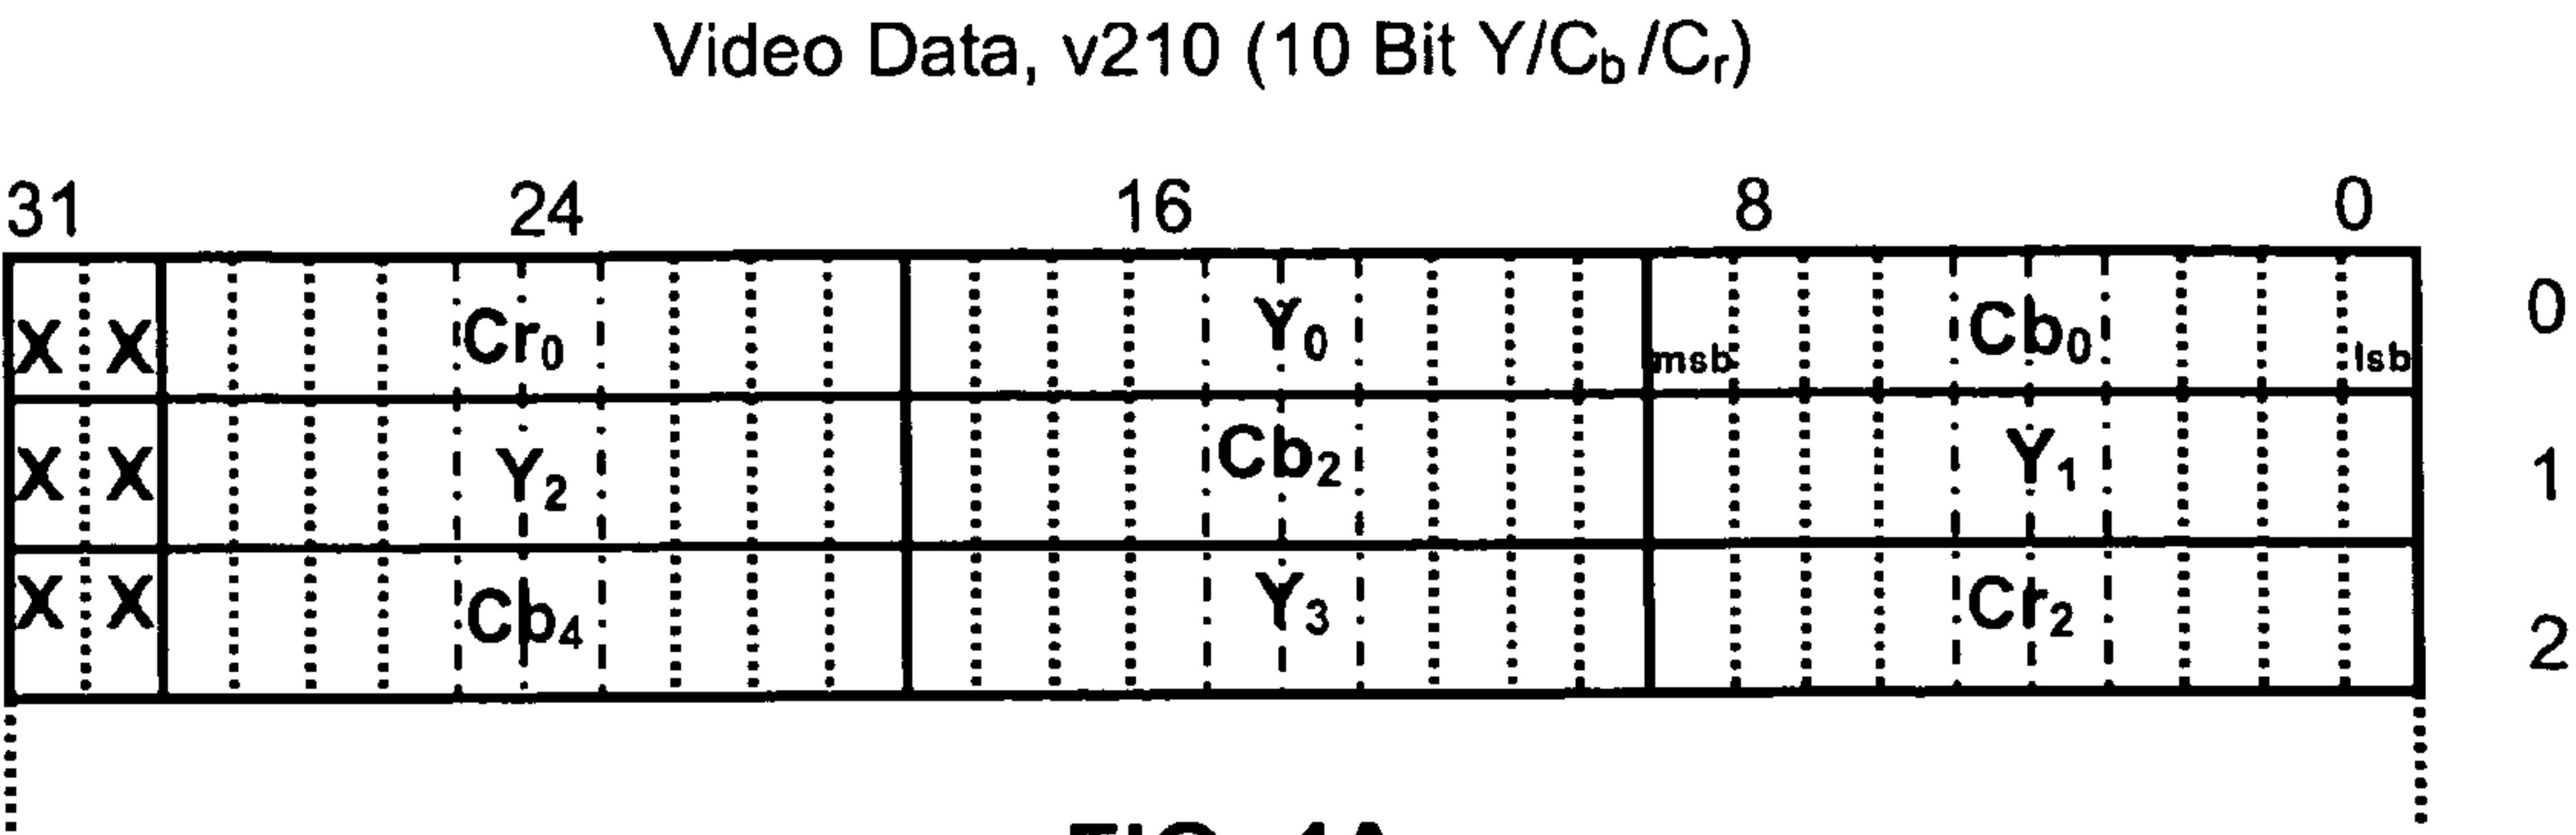 Video Data, v210 (10 Bit Y/Cb/Cr)
31 24 16 8 0
X X Cr0 Y0 msb Cb0 lsb 0
X X Y2 Cb2 Y1 1
X X Cb4 Y3 Cr2 2